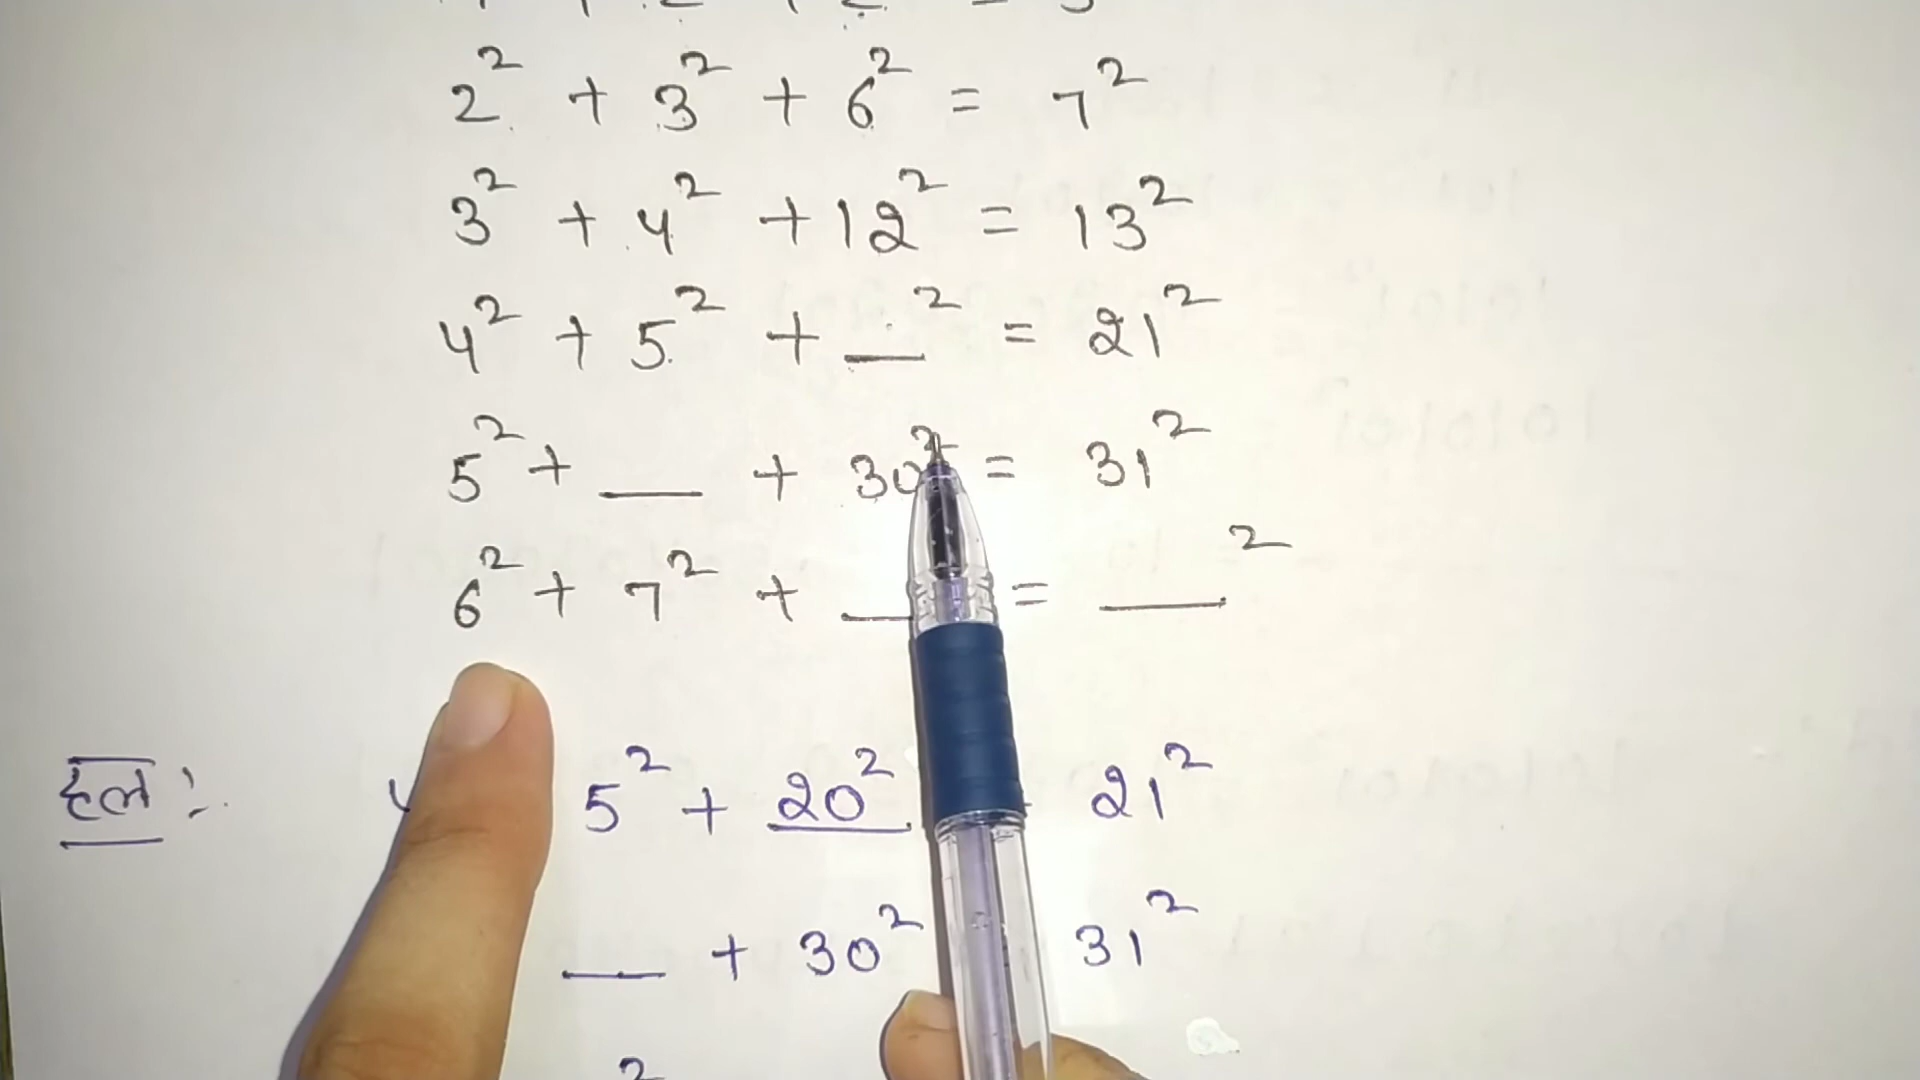 2² + 3² + 6² = 7²
3² + 4² + 12² = 13²
4² + 5² + __² = 21²
5² + __ + 30² = 31²
6² + 7² + __ = __²
हल :- 5² + 20² 21²
__ + 30² 31²
2